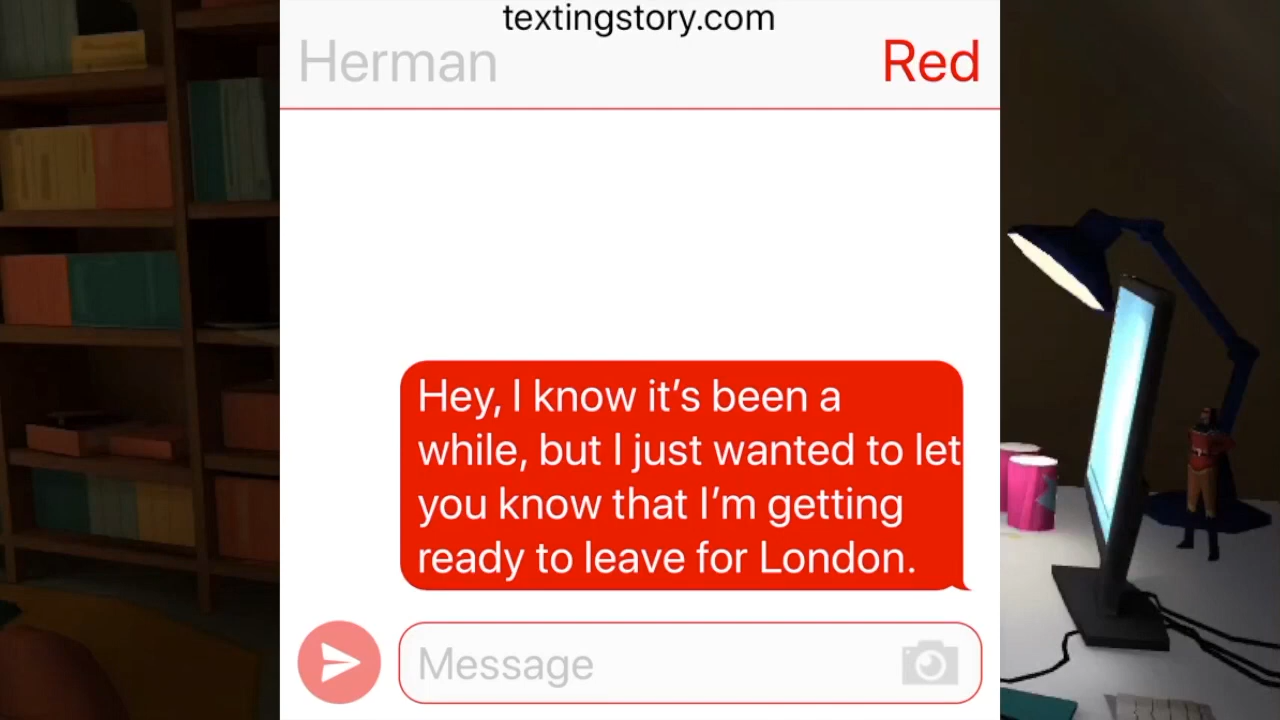 textingstory.com
Herman
Red
Hey, I know it’s been a
while, but I just wanted to let
you know that I’m getting
ready to leave for London.
Message